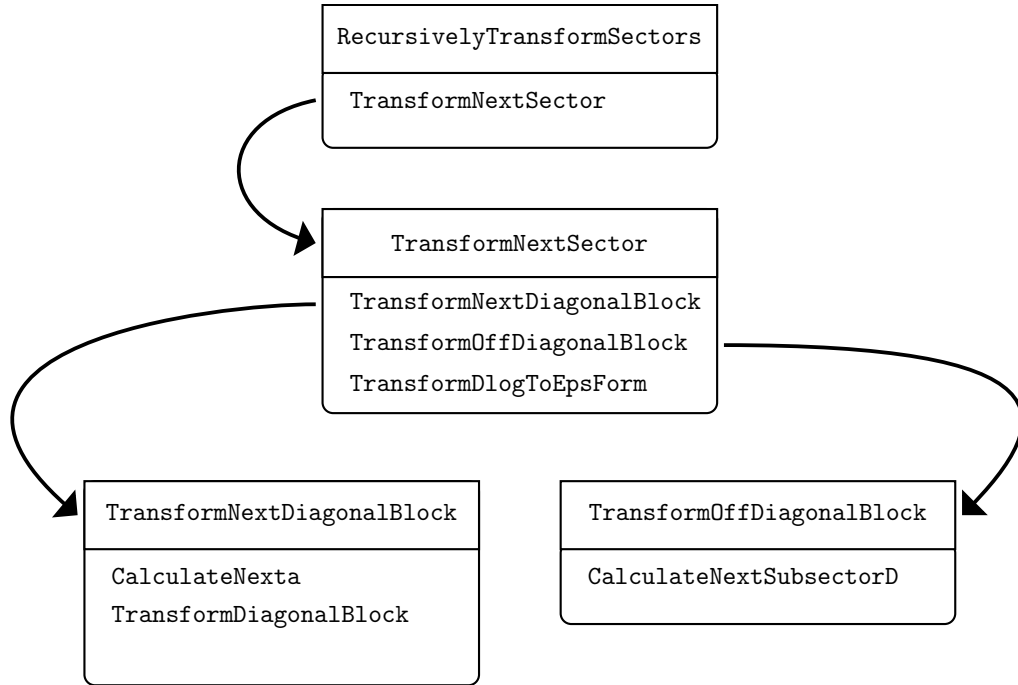 RecursivelyTransformSectors
TransformNextSector
TransformNextSector
TransformNextDiagonalBlock
TransformOffDiagonalBlock
TransformDlogToEpsForm
TransformNextDiagonalBlock
CalculateNexta
TransformDiagonalBlock
TransformOffDiagonalBlock
CalculateNextSubsectorD